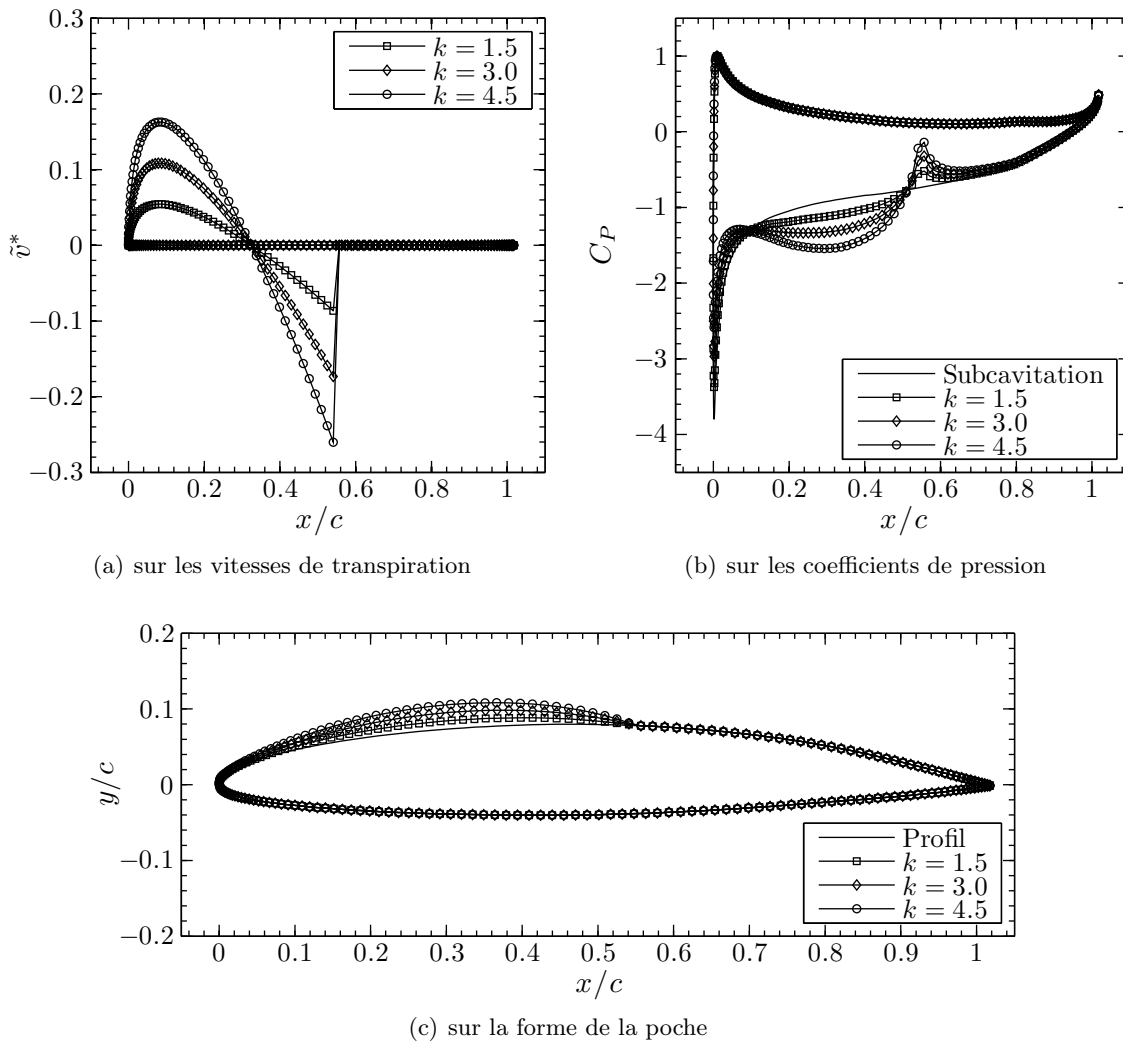 0.3
0.2
0.1
0
−0.1
−0.2
−0.3
ṽ*
0 0.2 0.4 0.6 0.8 1
x/c
k = 1.5
k = 3.0
k = 4.5
(a) sur les vitesses de transpiration
1
0
−1
−2
−3
−4
C_P
0 0.2 0.4 0.6 0.8 1
x/c
Subcavitation
k = 1.5
k = 3.0
k = 4.5
(b) sur les coefficients de pression
0.2
0.1
0
−0.1
−0.2
y/c
0 0.1 0.2 0.3 0.4 0.5 0.6 0.7 0.8 0.9 1
x/c
Profil
k = 1.5
k = 3.0
k = 4.5
(c) sur la forme de la poche